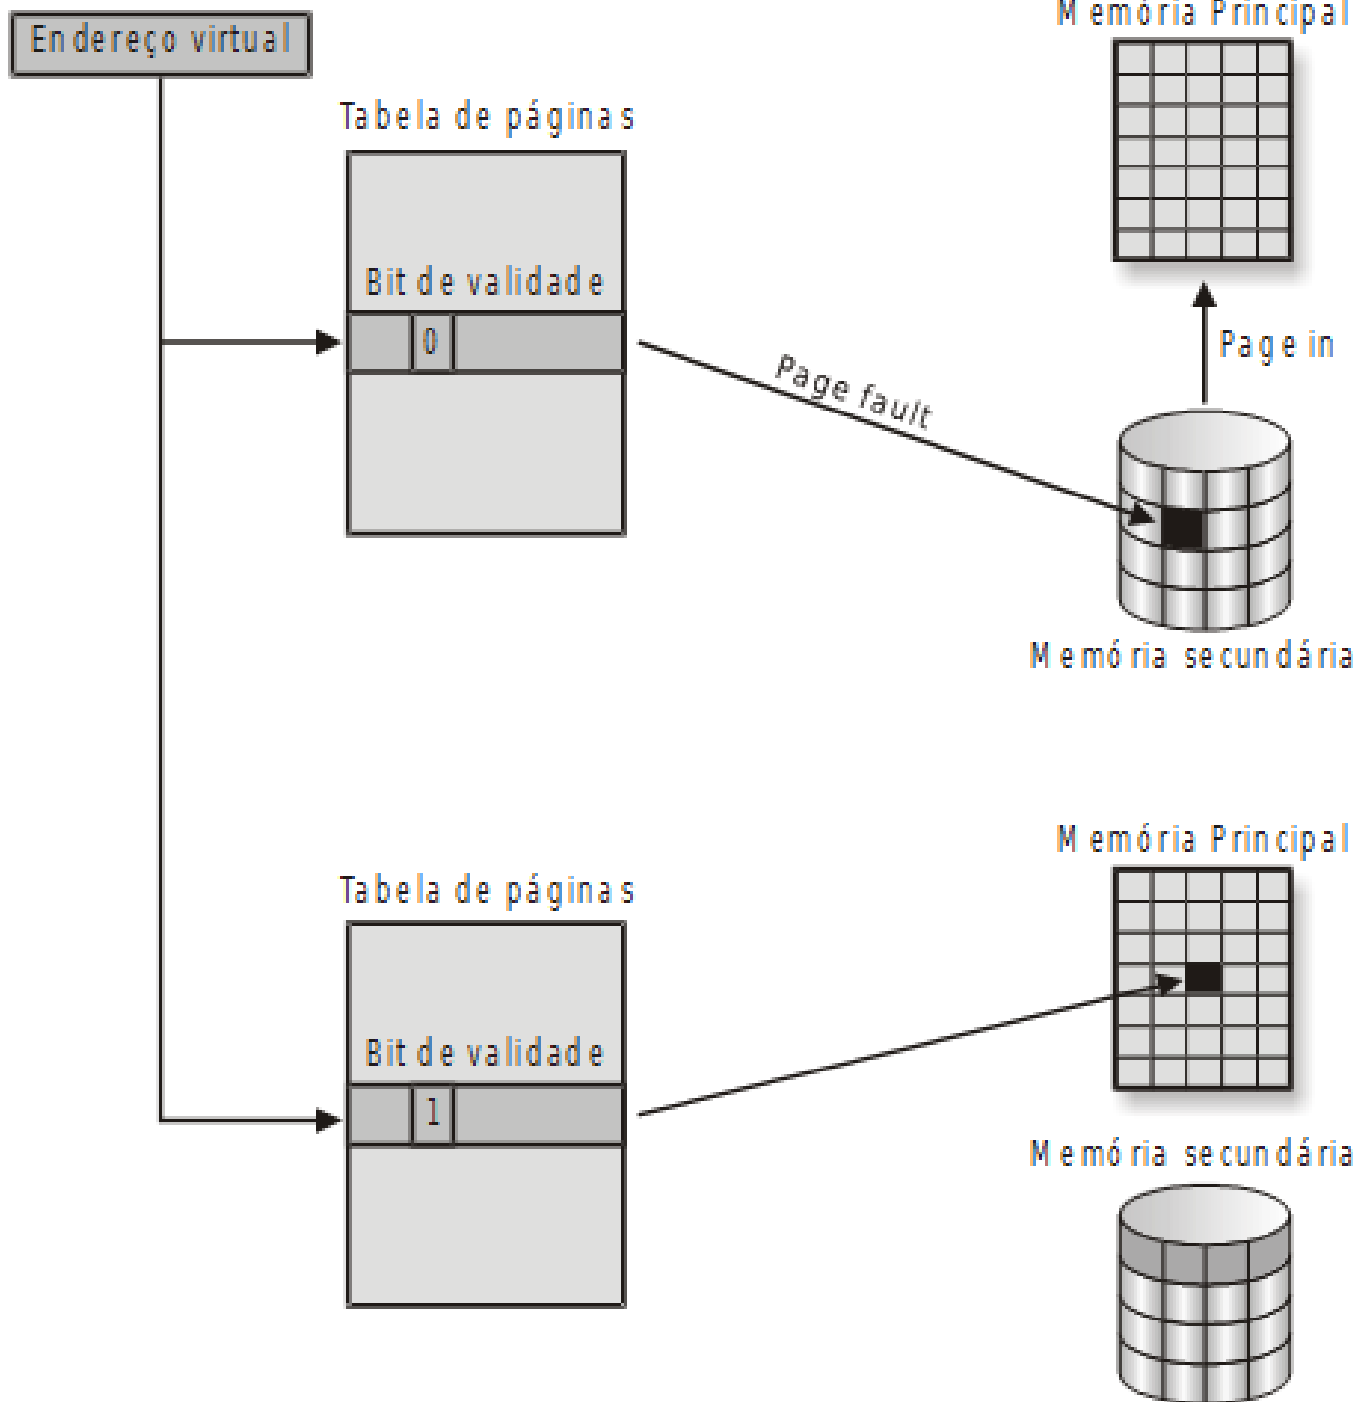 Memória Principal
Endereço virtual
Tabela de páginas
Bit de validade
0
Page fault
Page in
Memória secundária
Memória Principal
Tabela de páginas
Bit de validade
1
Memória secundária